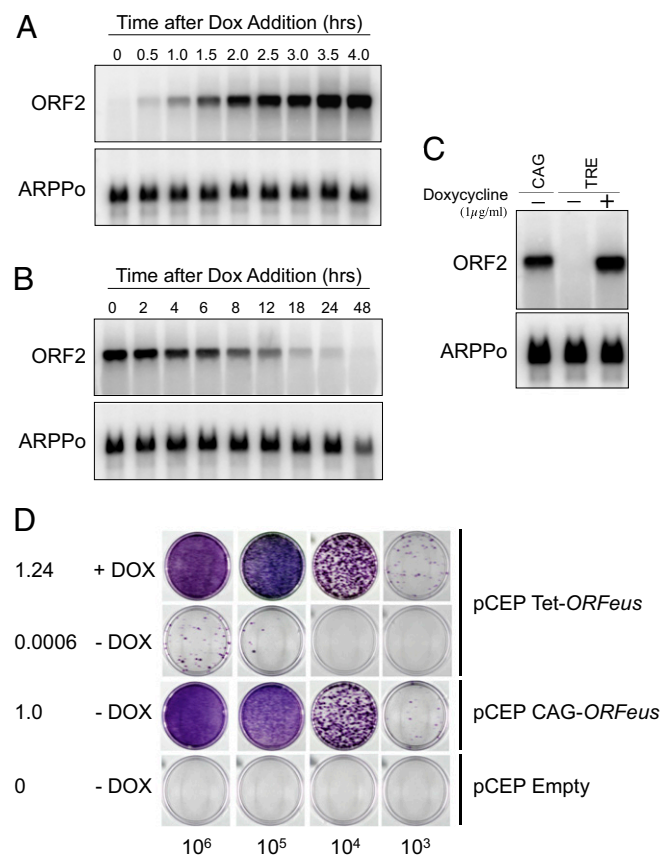 A
Time after Dox Addition (hrs)
0 0.5 1.0 1.5 2.0 2.5 3.0 3.5 4.0
ORF2
ARPPo
B
Time after Dox Addition (hrs)
0 2 4 6 8 12 18 24 48
ORF2
ARPPo
C
CAG TRE
Doxycycline − − +
(1µg/ml)
ORF2
ARPPo
D
1.24 + DOX
0.0006 - DOX
pCEP Tet-ORFeus
1.0 - DOX pCEP CAG-ORFeus
0 - DOX pCEP Empty
10⁶ 10⁵ 10⁴ 10³